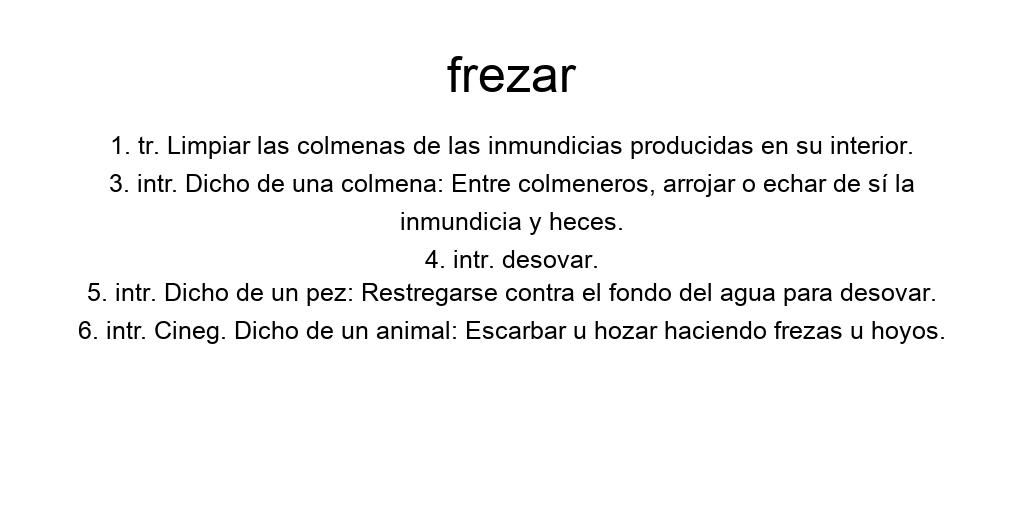 frezar
1. tr. Limpiar las colmenas de las inmundicias producidas en su interior.
3. intr. Dicho de una colmena: Entre colmeneros, arrojar o echar de sí la
inmundicia y heces.
4. intr. desovar.
5. intr. Dicho de un pez: Restregarse contra el fondo del agua para desovar.
6. intr. Cineg. Dicho de un animal: Escarbar u hozar haciendo frezas u hoyos.